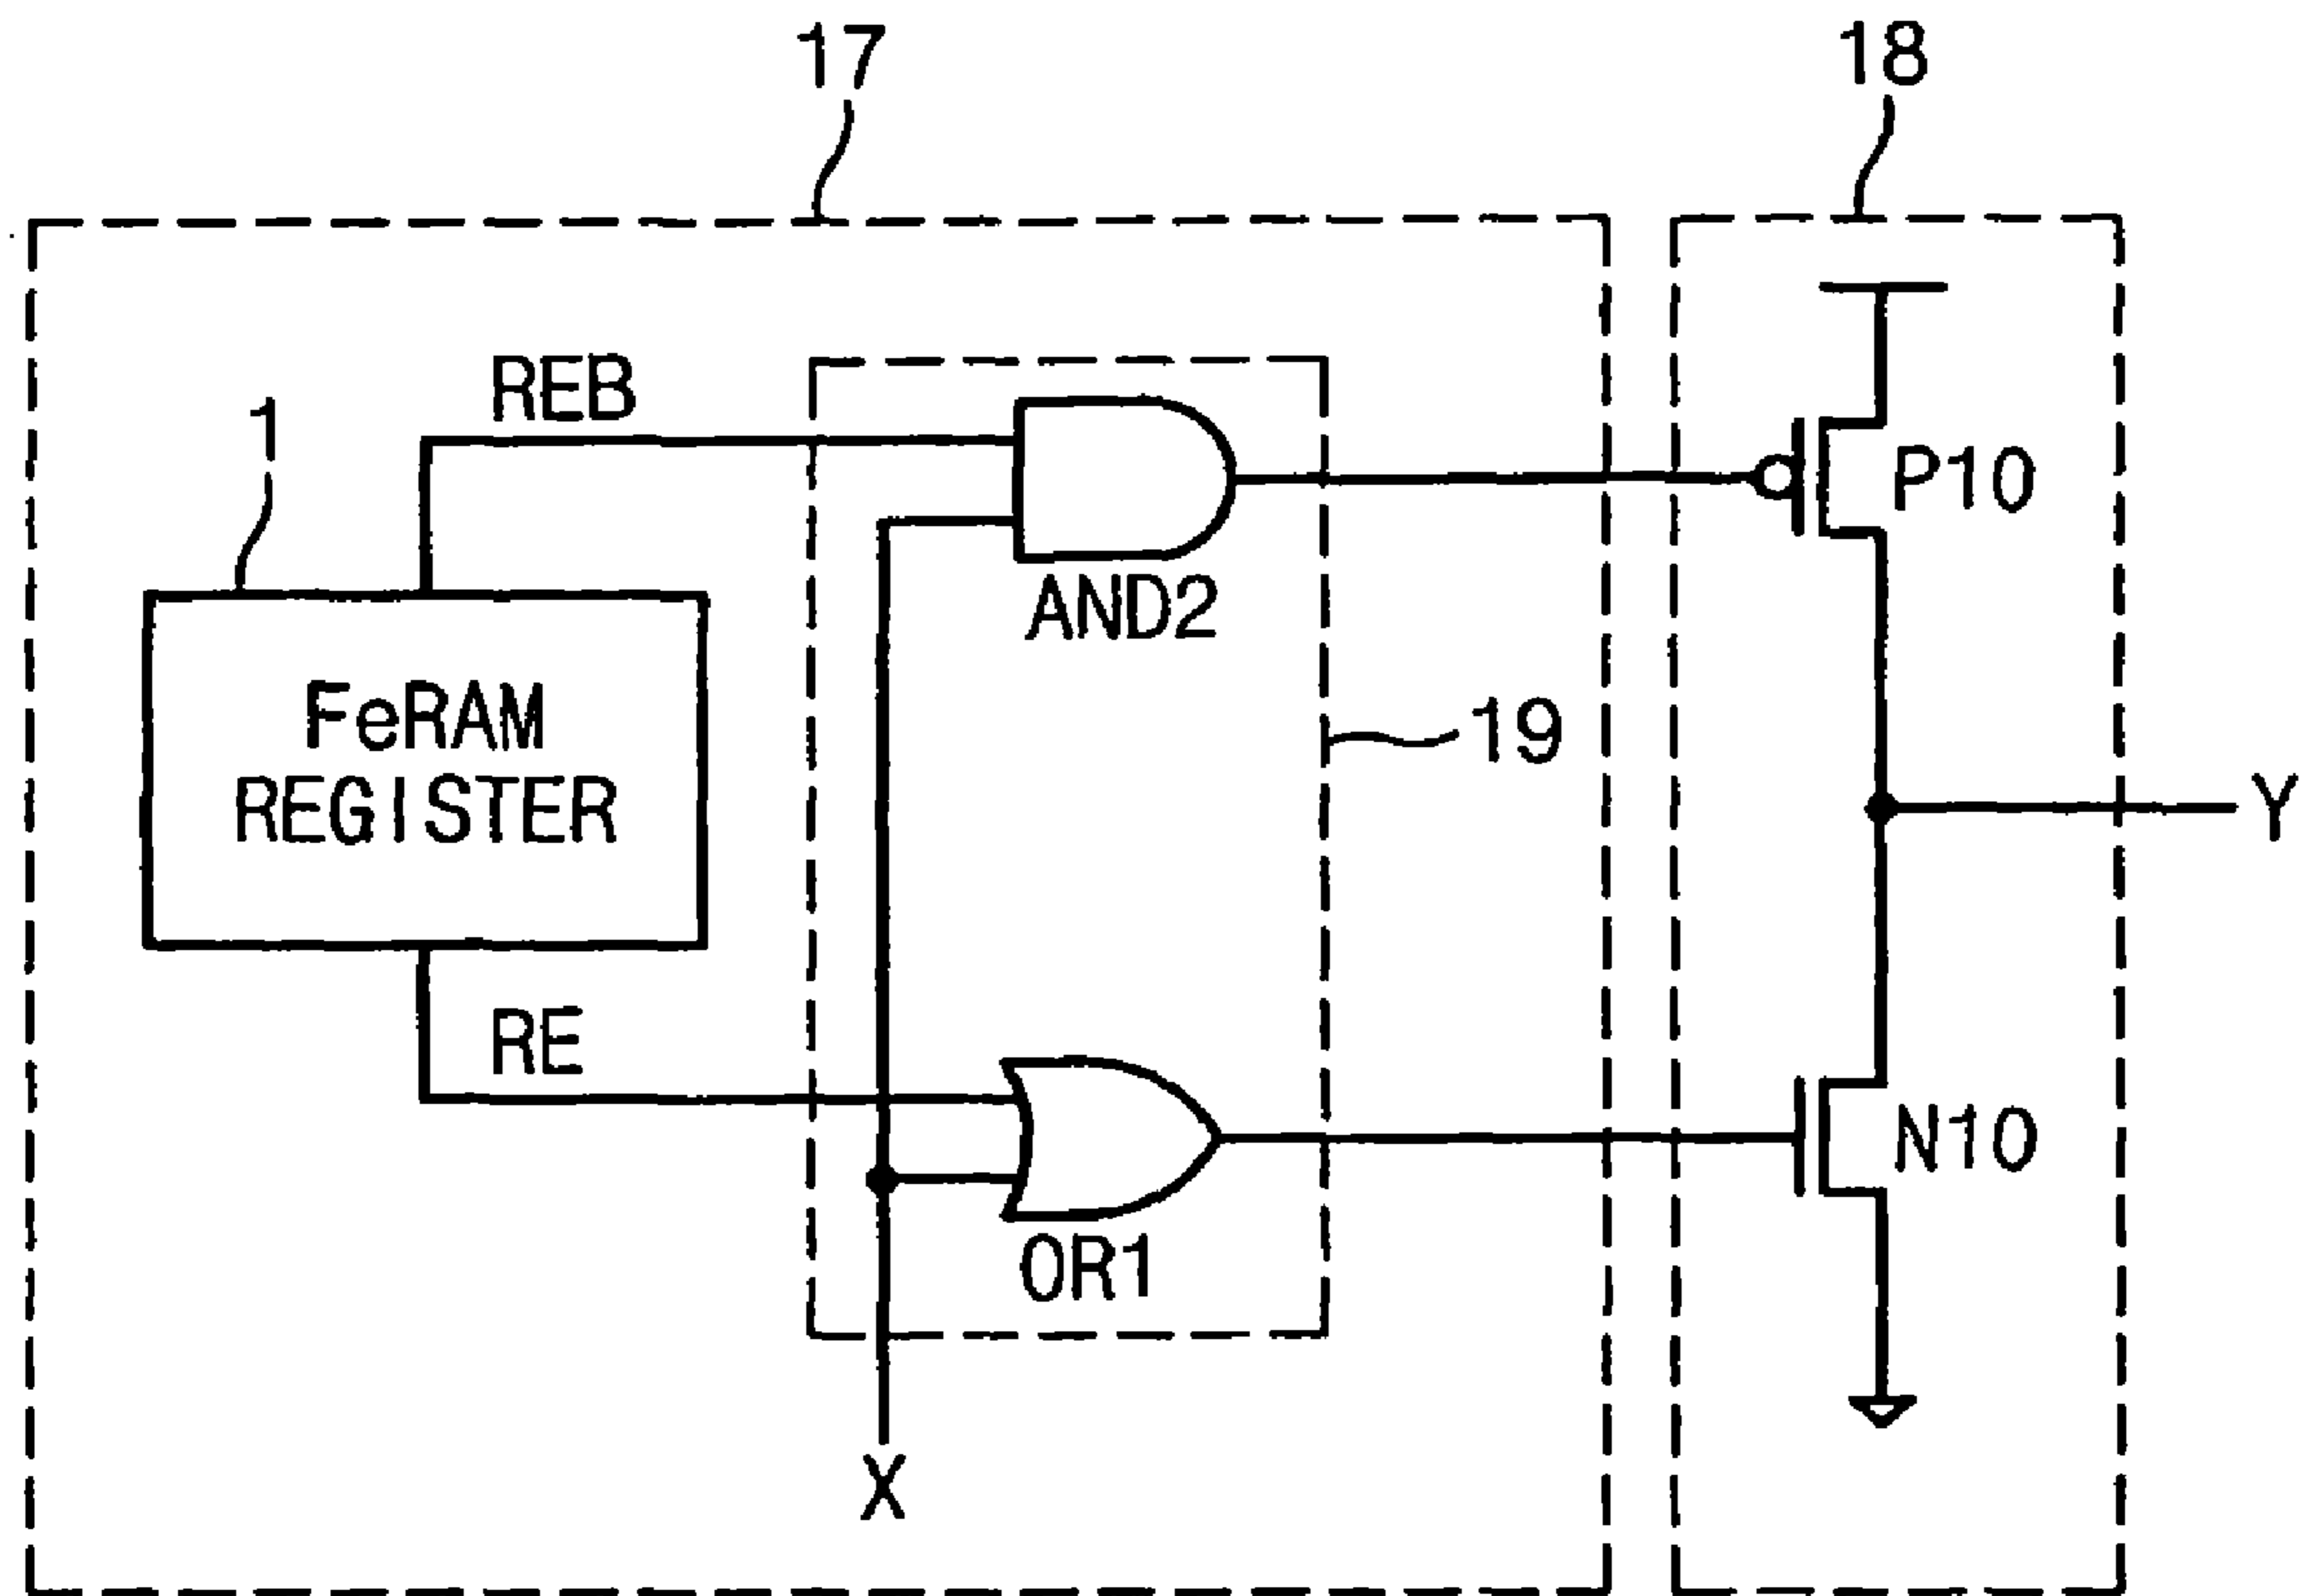 17
18
REB
1
P10
AND2
FeRAM
REGISTER
19
Y
RE
N10
OR1
X